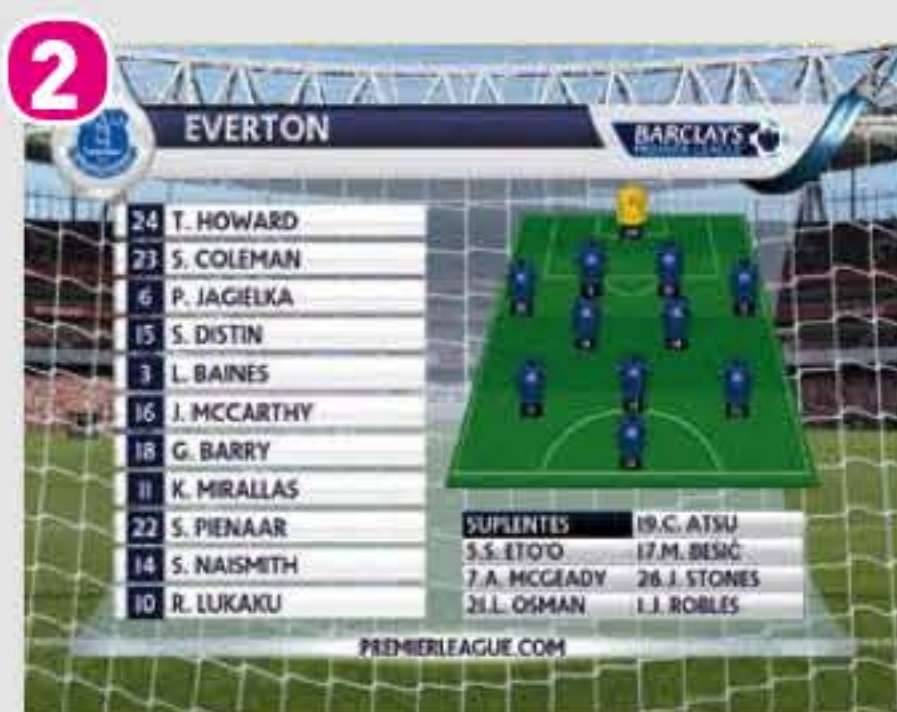 2
EVERTON
BARCLAYS
PREMIER LEAGUE
24 T. HOWARD
23 S. COLEMAN
6 P. JAGIELKA
15 S. DISTIN
3 L. BAINES
16 J. MCCARTHY
18 G. BARRY
11 K. MIRALLAS
22 S. PIENAAR
14 S. NAISMITH
10 R. LUKAKU
SUPLENTES 19.C. ATSU
5.S. ETO'O 17.M. BESIĆ
7.A. MCGEADY 26.J. STONES
21.L. OSMAN 1.J. ROBLES
PREMIERLEAGUE.COM